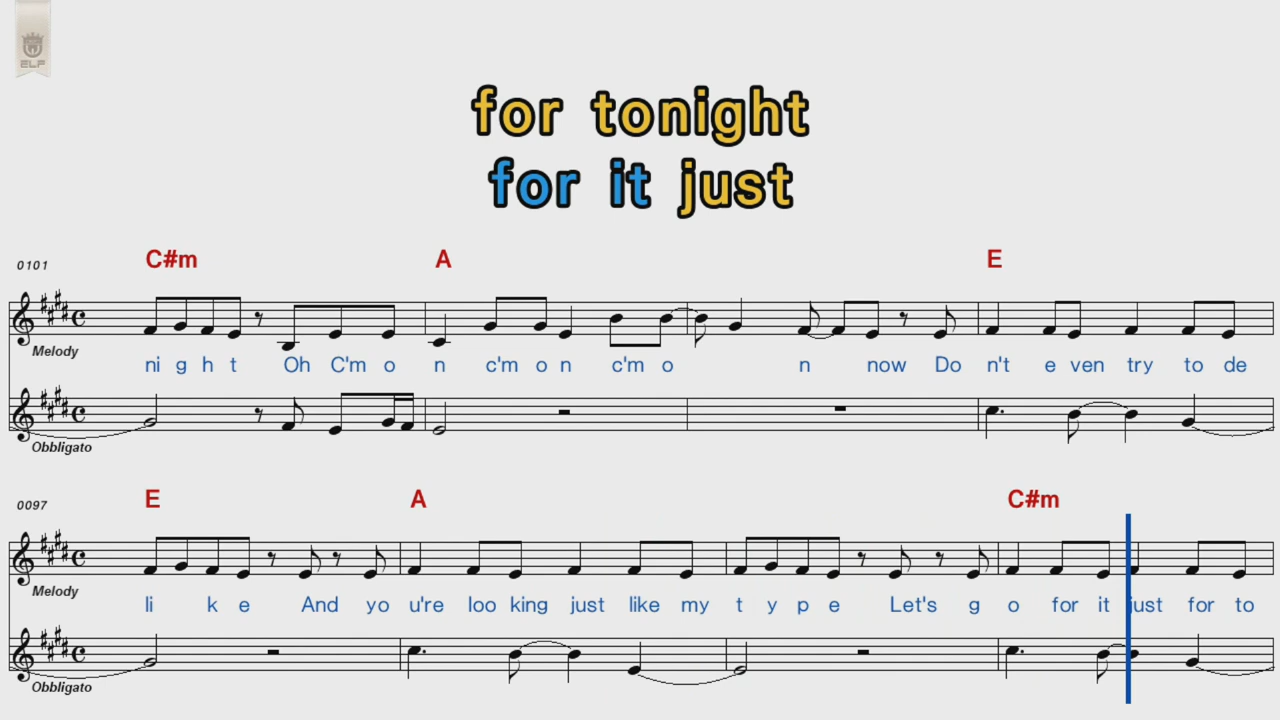 ELF
for tonight
for it just
0101 C#m A E
Melody
ni g h t Oh C'm o n c'm o n c'm o n now Do n't e ven try to de
Obbligato
0097 E A C#m
Melody
li k e And yo u're loo king just like my t y p e Let's g o for it just for to
Obbligato